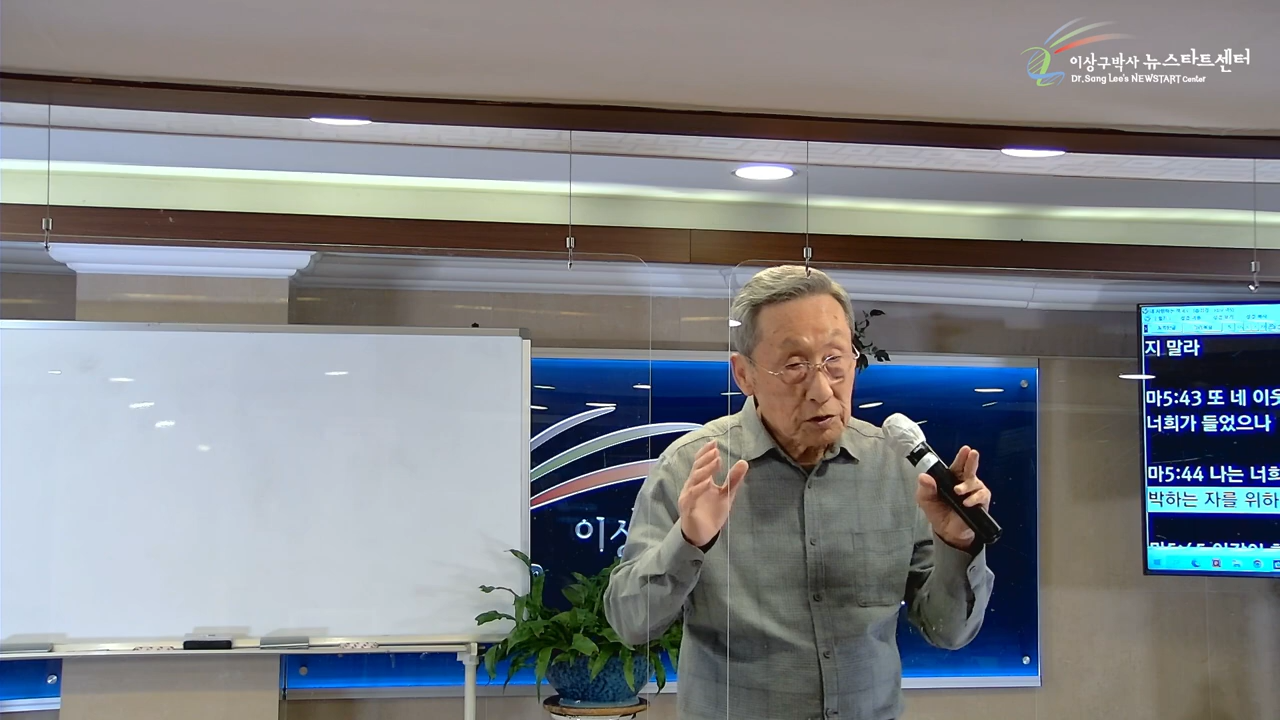 이상구박사 뉴스타트센터
Dr. Sang Lee's NEWSTART Center
지 말라
마5:43 또 네 이웃
너희가 들었으나
마5:44 나는 너희
박하는 자를 위하
이상